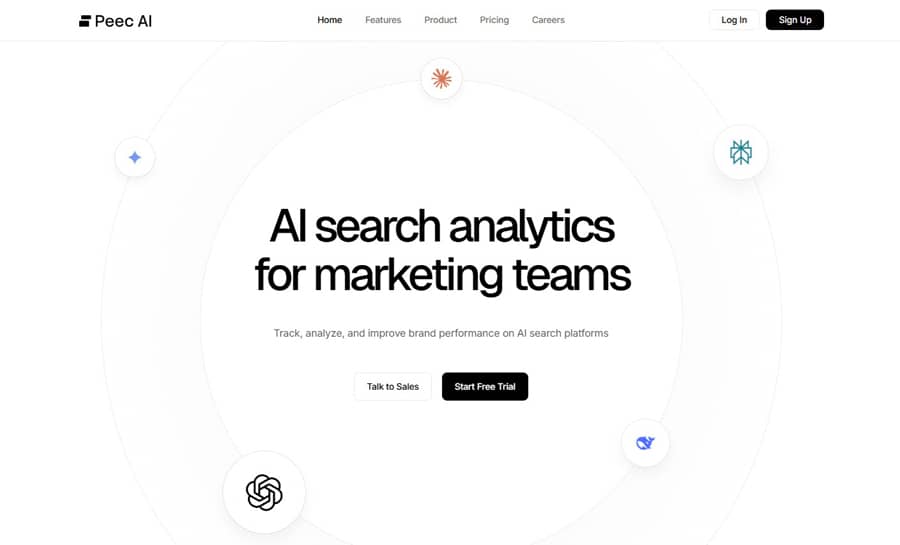 Peec AI
Home Features Product Pricing Careers
Log In Sign Up
AI search analytics
for marketing teams
Track, analyze, and improve brand performance on AI search platforms
Talk to Sales Start Free Trial